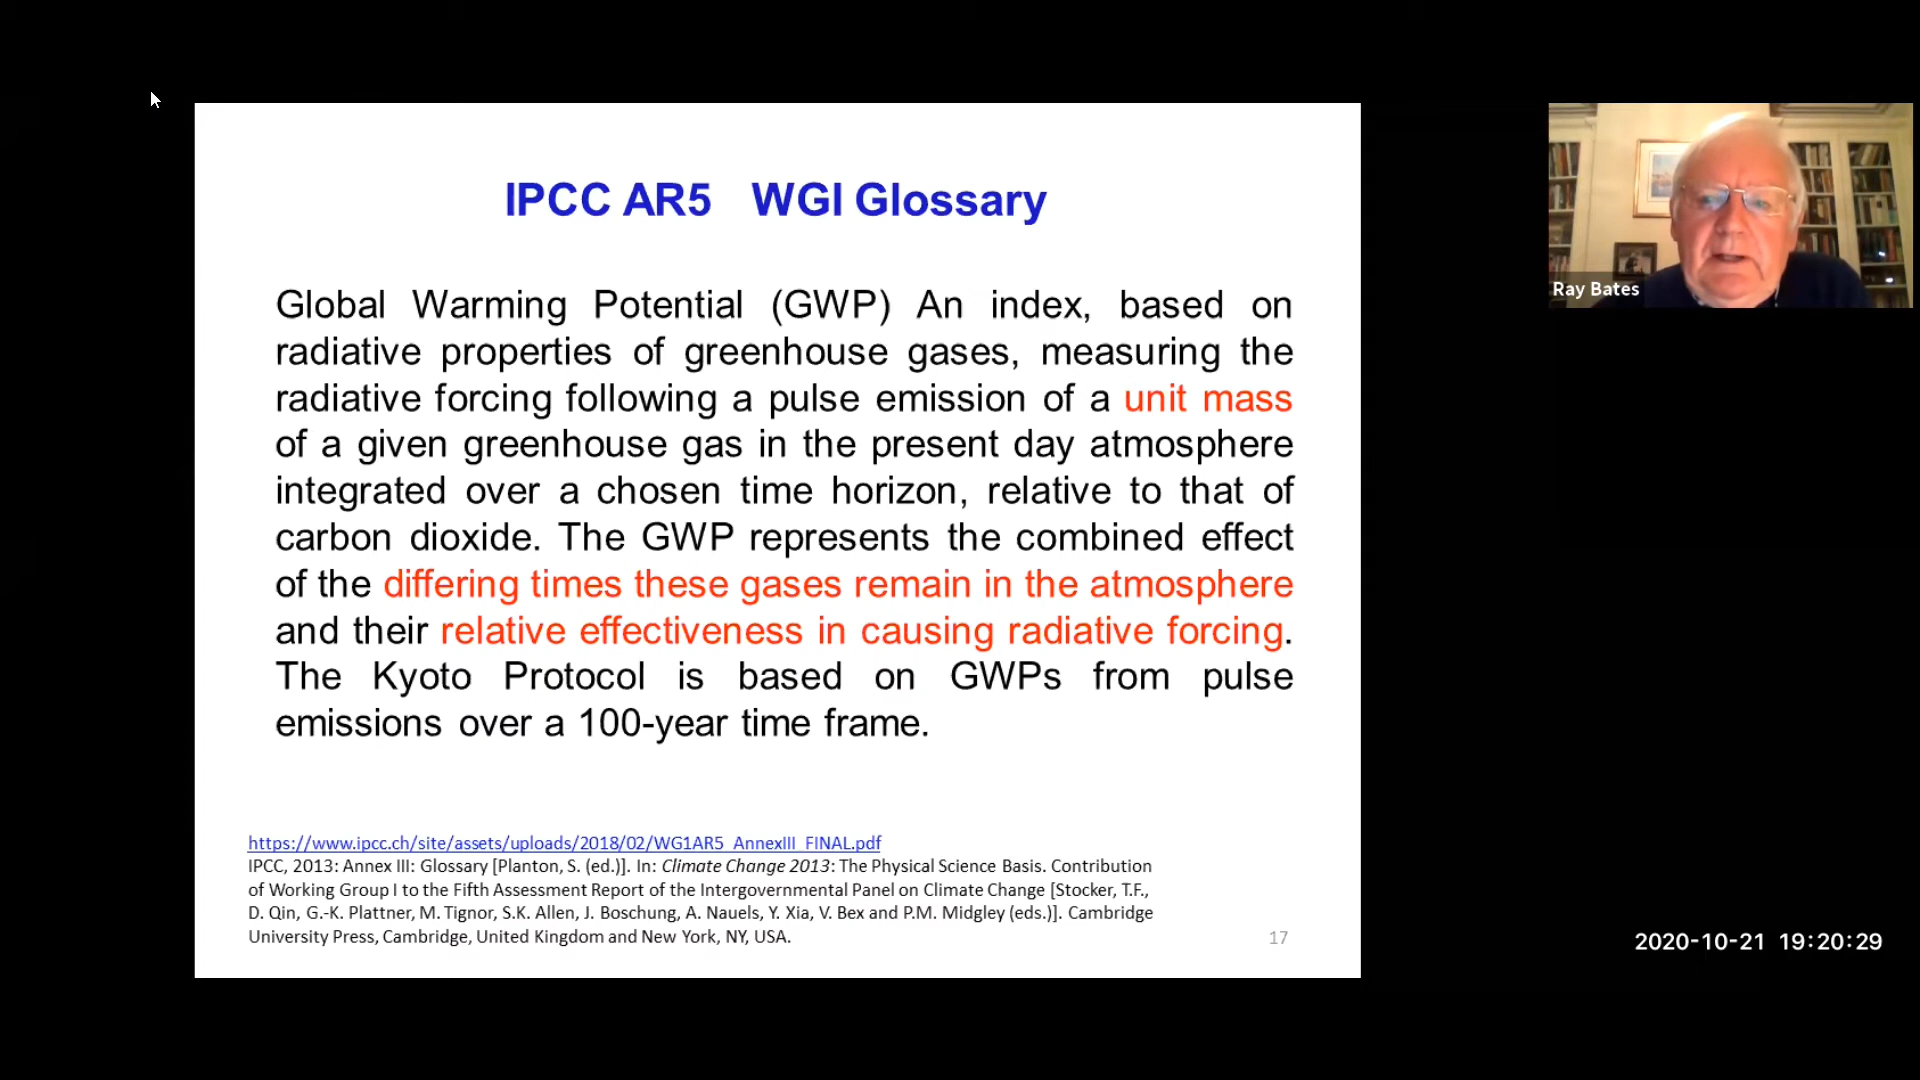 IPCC AR5 WGI Glossary
Global Warming Potential (GWP) An index, based on
radiative properties of greenhouse gases, measuring the
radiative forcing following a pulse emission of a unit mass
of a given greenhouse gas in the present day atmosphere
integrated over a chosen time horizon, relative to that of
carbon dioxide. The GWP represents the combined effect
of the differing times these gases remain in the atmosphere
and their relative effectiveness in causing radiative forcing.
The Kyoto Protocol is based on GWPs from pulse
emissions over a 100-year time frame.
https://www.ipcc.ch/site/assets/uploads/2018/02/WG1AR5_AnnexIII_FINAL.pdf
IPCC, 2013: Annex III: Glossary [Planton, S. (ed.)]. In: Climate Change 2013: The Physical Science Basis. Contribution
of Working Group I to the Fifth Assessment Report of the Intergovernmental Panel on Climate Change [Stocker, T.F.,
D. Qin, G.-K. Plattner, M. Tignor, S.K. Allen, J. Boschung, A. Nauels, Y. Xia, V. Bex and P.M. Midgley (eds.)]. Cambridge
University Press, Cambridge, United Kingdom and New York, NY, USA.
17
Ray Bates
2020-10-21 19:20:29